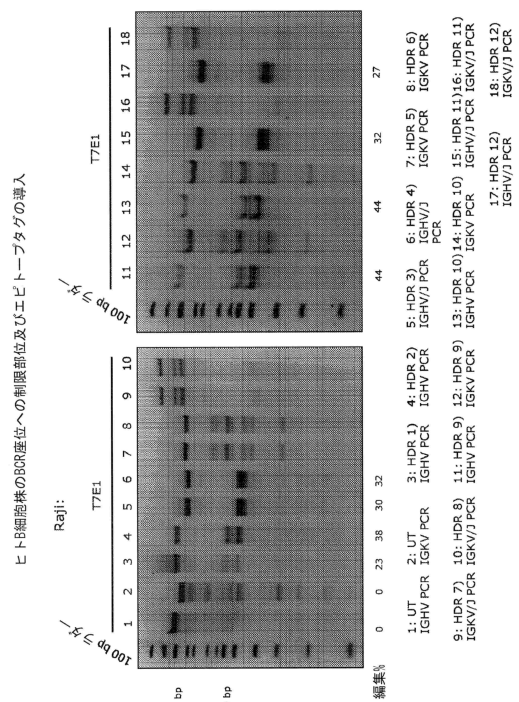 ヒトB細胞株のBCR座位への制限部位及びエピトープタグの導入
Raji:
T7E1
T7E1
100 bp ラダー 1 2 3 4 5 6 7 8 9 10
100 bp ラダー 11 12 13 14 15 16 17 18
bp
bp
編集% 0 0 23 38 30 32 44 44 32 27
1: UT
IGHV PCR
2: UT
IGKV PCR
3: HDR 1)
IGHV PCR
4: HDR 2)
IGHV PCR
5: HDR 3)
IGHV/J PCR
6: HDR 4)
IGHV/J
PCR
7: HDR 5)
IGKV PCR
8: HDR 6)
IGKV PCR
9: HDR 7)
IGKV/J PCR
10: HDR 8)
IGKV/J PCR
11: HDR 9)
IGHV PCR
12: HDR 9)
IGKV PCR
13: HDR 10)
IGHV PCR
14: HDR 10)
IGKV PCR
15: HDR 11)
IGHV/J PCR
16: HDR 11)
IGKV/J PCR
17: HDR 12)
IGHV/J PCR
18: HDR 12)
IGKV/J PCR